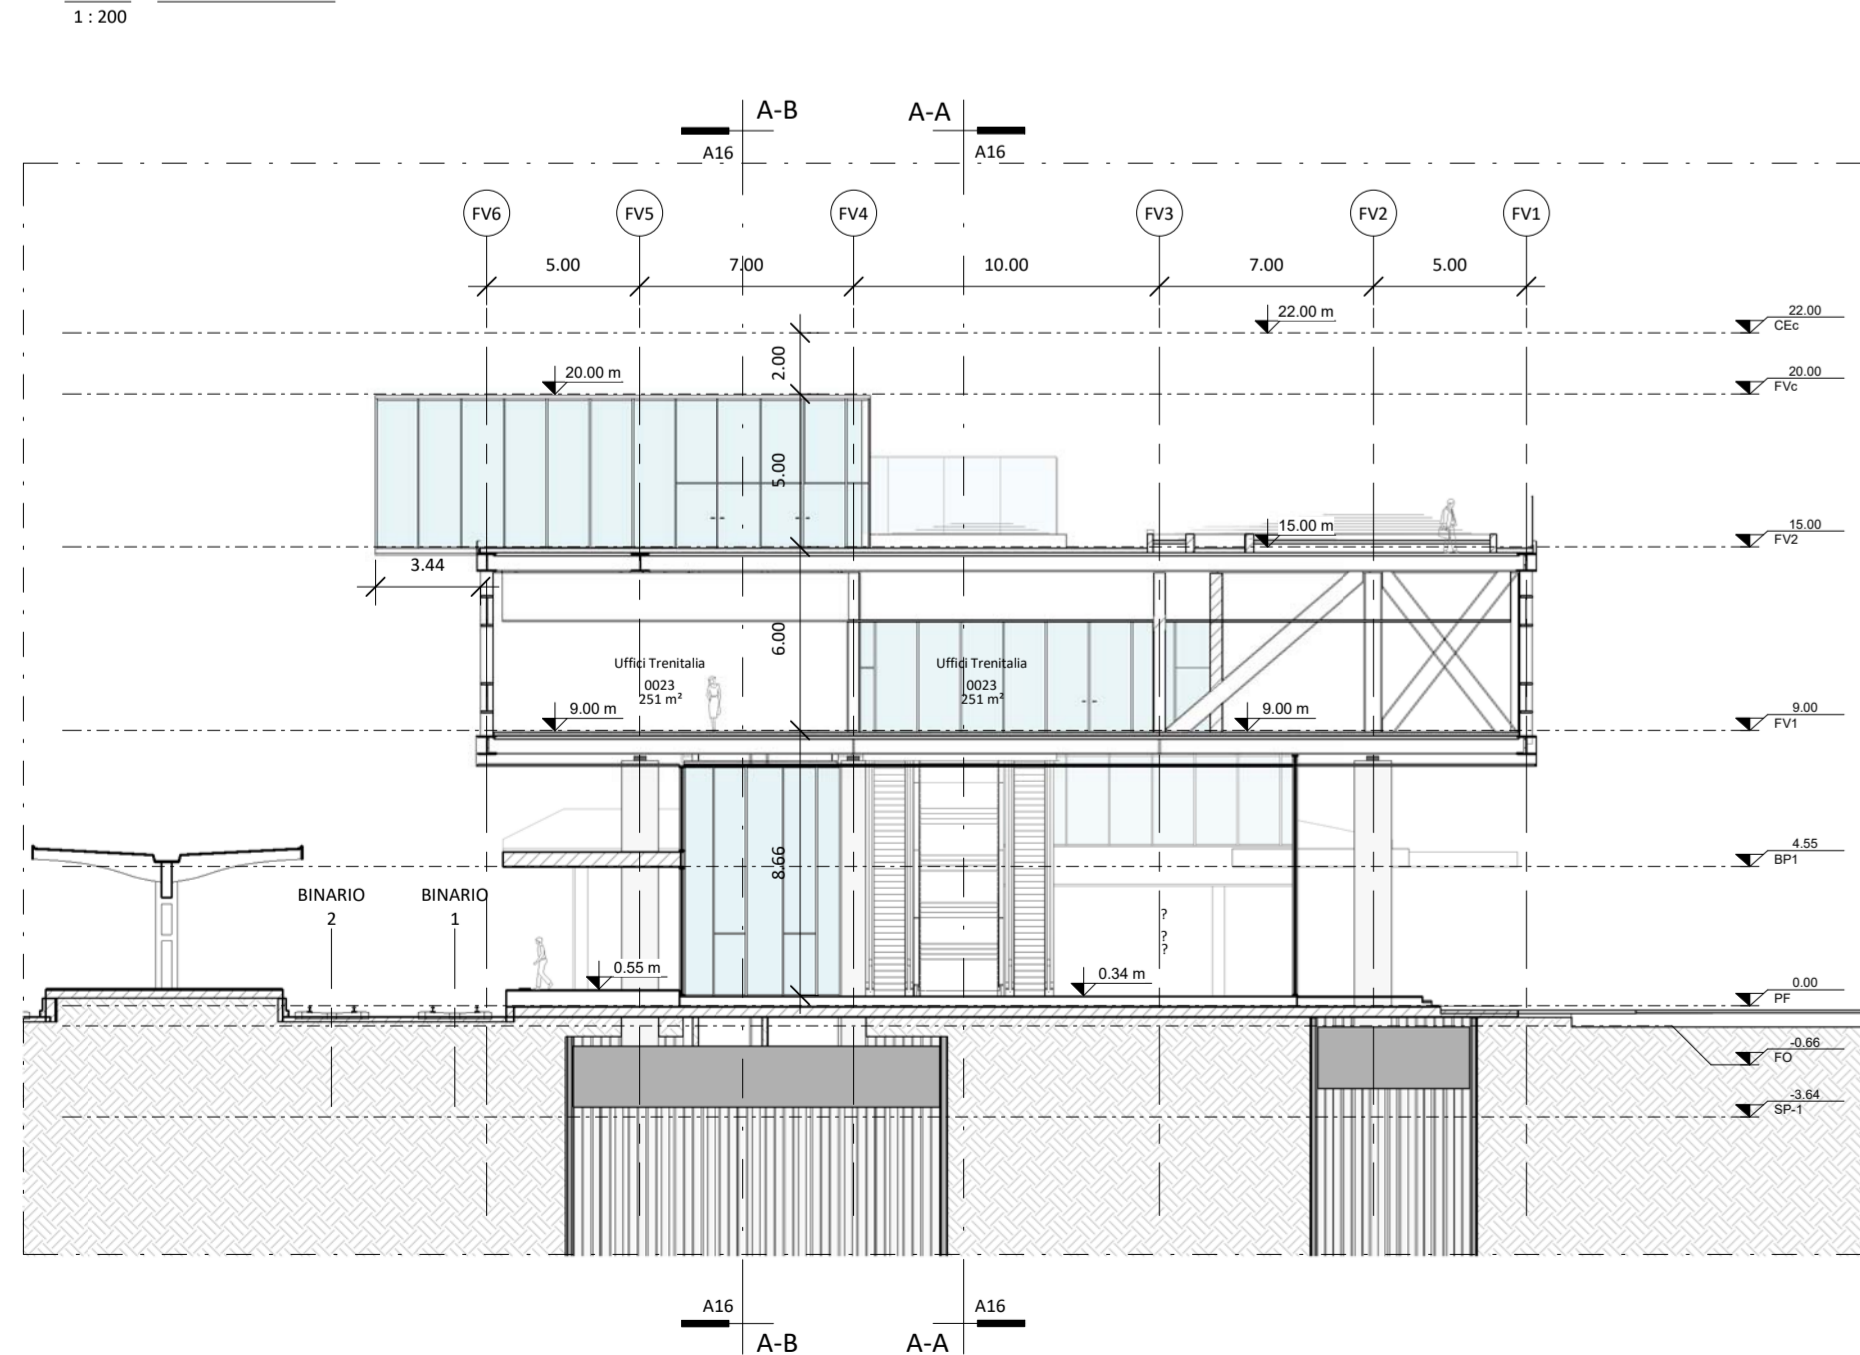 1 : 200
A-B
A-A
A16
A16
FV6
FV5
FV4
FV3
FV2
FV1
5.00
7.00
10.00
7.00
5.00
22.00 m
22.00
CEc
2.00
20.00 m
20.00
FVc
5.00
15.00 m
15.00
FV2
3.44
6.00
Uffici Trenitalia
0023
251 m²
Uffici Trenitalia
0023
251 m²
9.00 m
9.00 m
9.00
FV1
8.66
4.55
BP1
BINARIO
2
BINARIO
1
?
?
?
0.55 m
0.34 m
0.00
PF
-0.66
FO
-3.64
SP-1
A16
A16
A-B
A-A